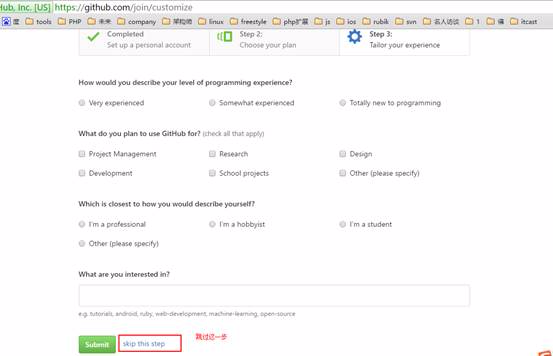 Hub, Inc. [US] https://github.com/join/customize
度 tools PHP 未来 company 架构师 linux freestyle php扩展 js ios rubik svn 名人访谈 1 itcast
Completed Step 2: Step 3:
Set up a personal account Choose your plan Tailor your experience
How would you describe your level of programming experience?
Very experienced Somewhat experienced Totally new to programming
What do you plan to use GitHub for? (check all that apply)
Project Management Research Design
Development School projects Other (please specify)
Which is closest to how you would describe yourself?
I'm a professional I'm a hobbyist I'm a student
Other (please specify)
What are you interested in?
e.g. tutorials, android, ruby, web-development, machine-learning, open-source
Submit skip this step 跳过这一步